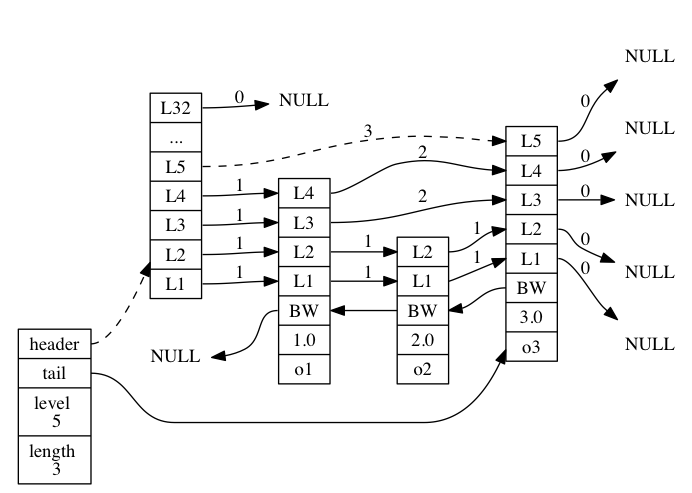 NULL
L32
0
NULL
...
L5
3
L4
1
L3
1
L2
1
L1
1
L4
2
L3
2
L2
1
L1
1
BW
1.0
o1
NULL
L2
1
L1
1
BW
2.0
o2
L5
0
L4
0
NULL
L3
0
NULL
L2
0
NULL
L1
0
NULL
BW
3.0
o3
header
tail
level
5
length
3